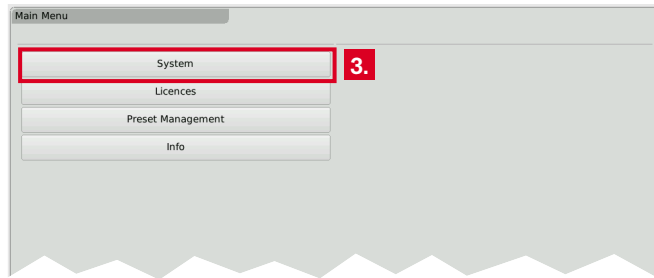 Main Menu
System
3.
Licences
Preset Management
Info